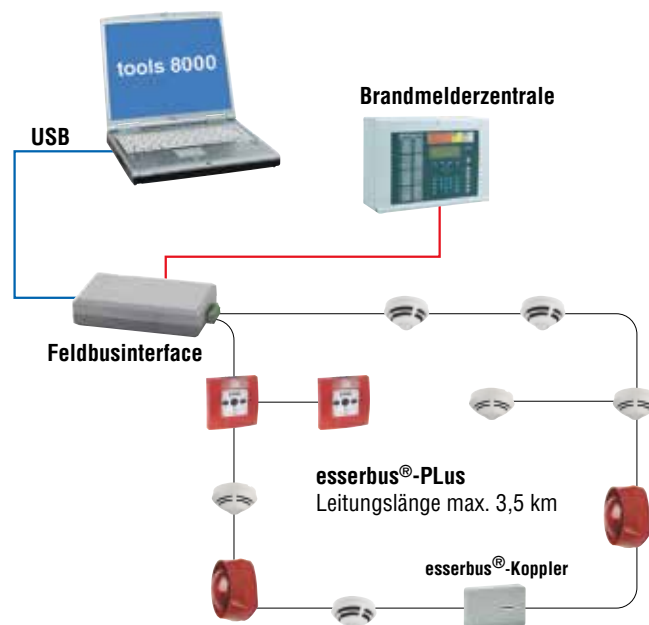 tools 8000
Brandmelderzentrale
USB
Feldbusinterface
esserbus®-PLus
Leitungslänge max. 3,5 km
esserbus®-Koppler